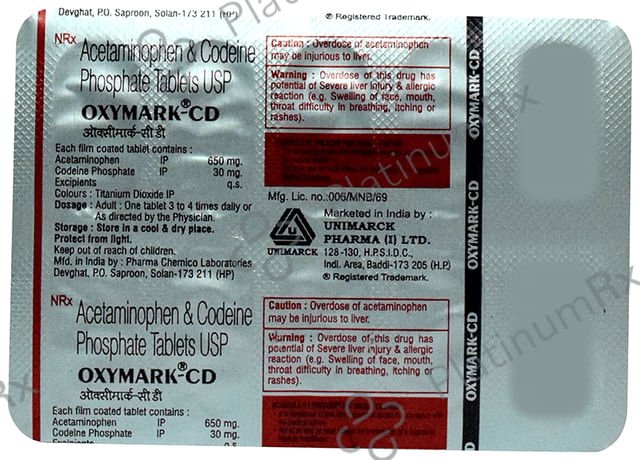 Devghat, P.O. Saproon, Solan-173 211 (HP)
® Registered Trademark.
NRx
Acetaminophen & Codeine
Phosphate Tablets USP
OXYMARK®-CD
ओक्सीमार्क-सी डी
Each film coated tablet contains :
Acetaminophen IP 650 mg.
Codeine Phosphate IP 30 mg.
Excipients q.s.
Colours : Titanium Dioxide IP
Dosage : Adult : One tablet 3 to 4 times daily or
As directed by the Physician.
Storage : Store in a cool & dry place.
Protect from light.
Keep out of reach of children.
Mfd. in India by : Pharma Chemico Laboratories
Devghat, P.O. Saproon, Solan-173 211 (HP)
Caution : Overdose of acetaminophen
may be injurious to liver.
Warning : Overdose of this drug has
potential of Severe liver injury & allergic
reaction (e.g. Swelling of face, mouth,
throat difficulty in breathing, itching or
rashes).
Mfg. Lic. no.:006/MNB/69
UNIMARCK
Marketed in India by :
UNIMARCK
PHARMA (I) LTD.
128-130, H.P.S.I.D.C.,
Indl. Area, Baddi-173 205 (H.P.)
® Registered Trademark.
NRx
Acetaminophen & Codeine
Phosphate Tablets USP
OXYMARK®-CD
ओक्सीमार्क-सी डी
Each film coated tablet contains :
Acetaminophen IP 650 mg.
Codeine Phosphate IP 30 mg.
Excipients q.s.
Caution : Overdose of acetaminophen
may be injurious to liver.
Warning : Overdose of this drug has
potential of Severe liver injury & allergic
reaction (e.g. Swelling of face, mouth,
throat difficulty in breathing, itching or
rashes).
OXYMARK-CD
OXYMARK-CD
OXYMARK-CD
PlatinumRx
PlatinumRx